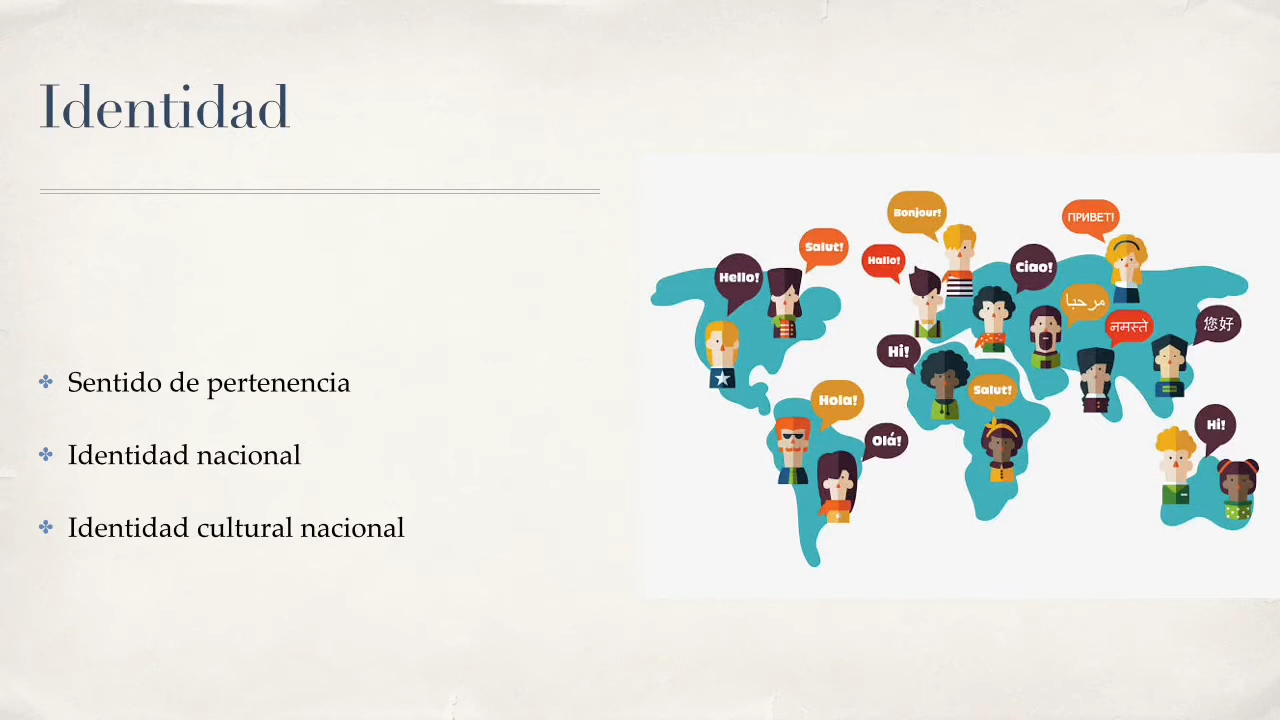 Identidad
Sentido de pertenencia
Identidad nacional
Identidad cultural nacional
Bonjour!
ПРИВЕТ!
Salut!
Hallo!
Ciao!
Hello!
مرحبا
नमस्ते
您好
Hi!
Salut!
Hola!
Olá!
Hi!